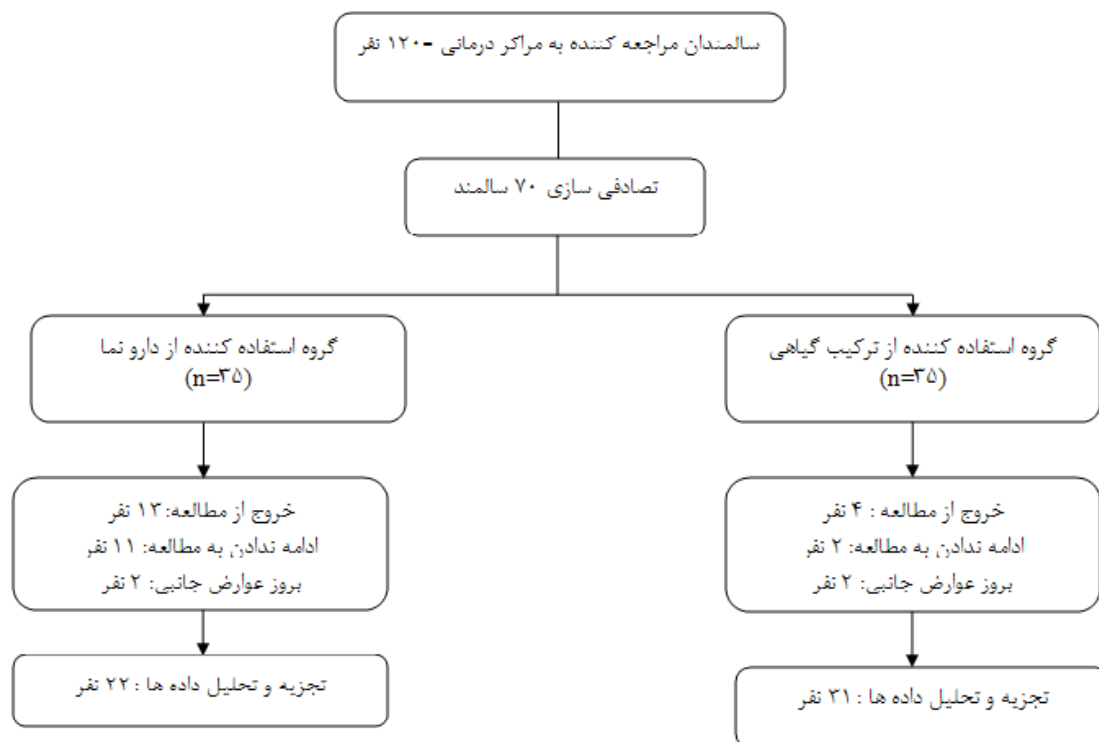 سالمندان مراجعه کننده به مراکر درمانی -۱۲۰ نفر
تصادفی سازی ۷۰ سالمند
گروه استفاده کننده از ترکیب گیاهی
(n=۳۵)
گروه استفاده کننده از دارو نما
(n=۳۵)
خروج از مطالعه : ۴ نفر
ادامه ندادن به مطالعه: ۲ نفر
بروز عوارض جانبی: ۲ نفر
خروج از مطالعه: ۱۳ نفر
ادامه ندادن به مطالعه: ۱۱ نفر
بروز عوارض جانبی: ۲ نفر
تجزیه و تحلیل داده ها : ۳۱ نفر
تجزیه و تحلیل داده ها : ۲۲ نفر